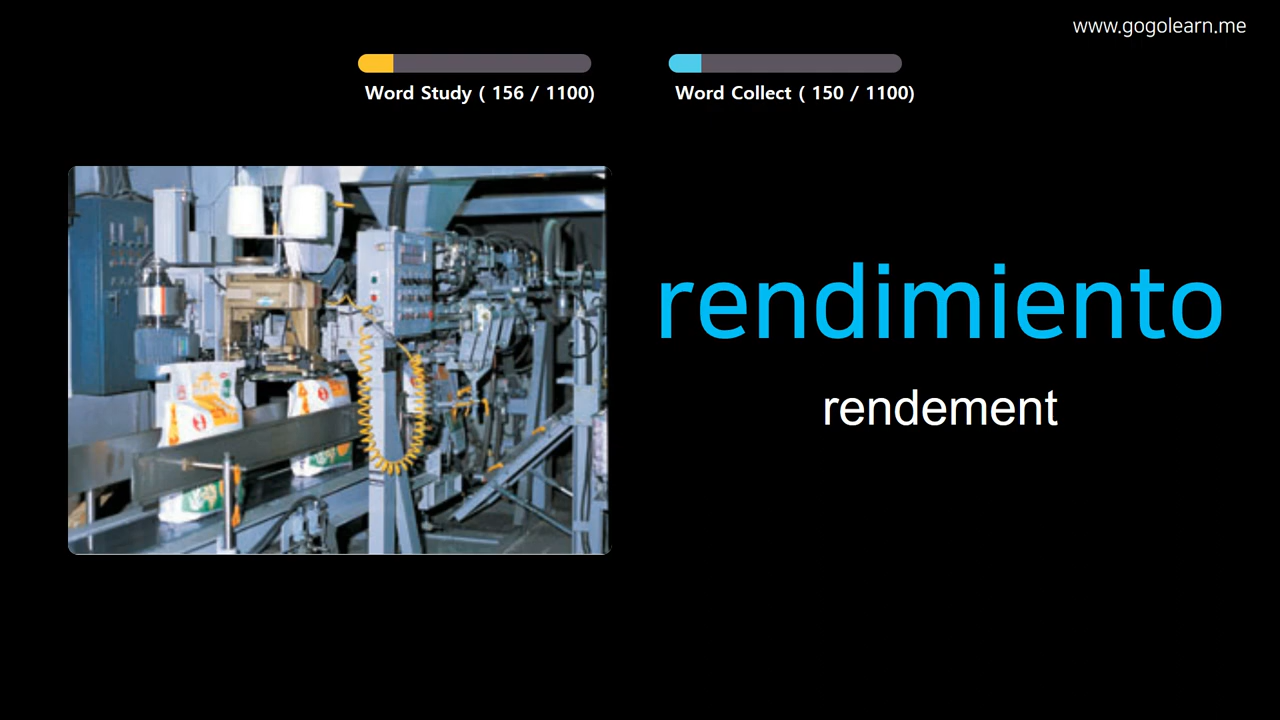 www.gogolearn.me
Word Study ( 156 / 1100)
Word Collect ( 150 / 1100)
rendimiento
rendement